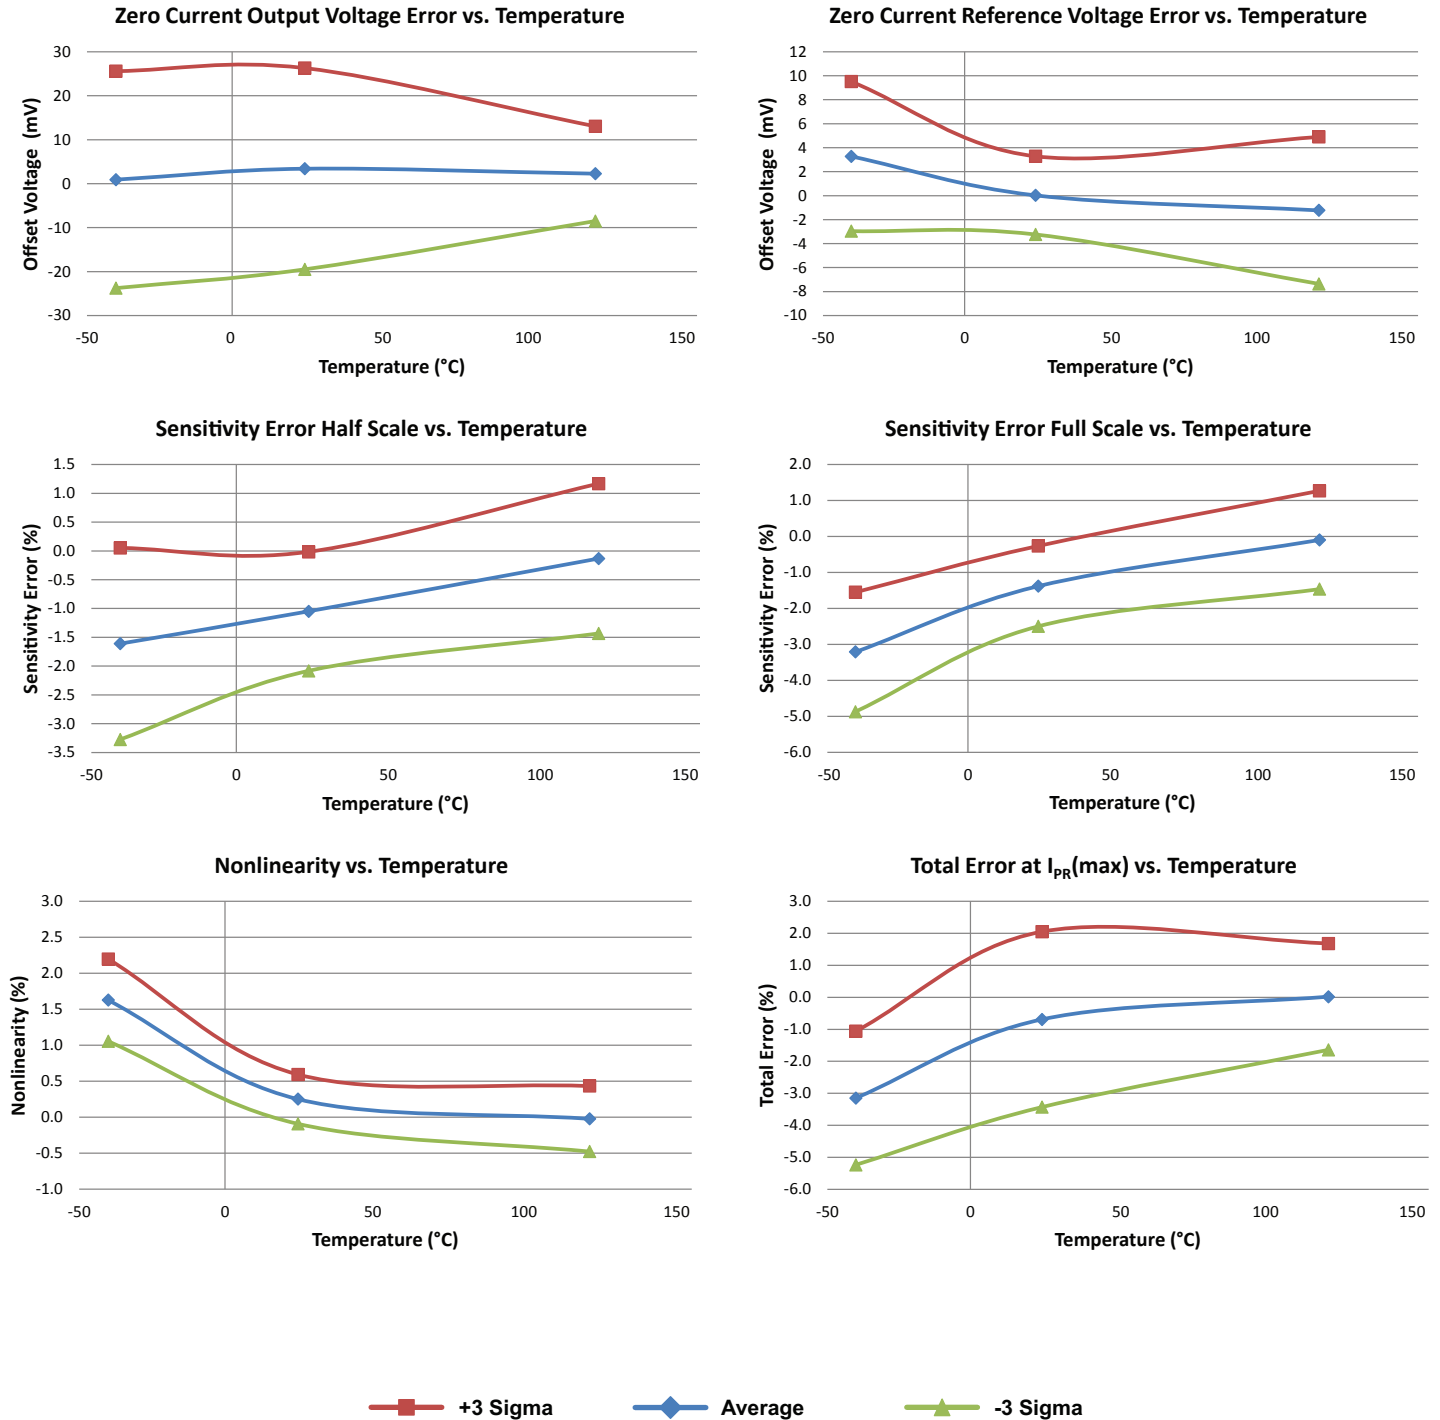 Zero Current Output Voltage Error vs. Temperature
30
20
10
0
-10
-20
-30
Offset Voltage (mV)
-50 0 50 100 150
Temperature (°C)
Zero Current Reference Voltage Error vs. Temperature
12
10
8
6
4
2
0
-2
-4
-6
-8
-10
Offset Voltage (mV)
-50 0 50 100 150
Temperature (°C)
Sensitivity Error Half Scale vs. Temperature
1.5
1.0
0.5
0.0
-0.5
-1.0
-1.5
-2.0
-2.5
-3.0
-3.5
Sensitivity Error (%)
-50 0 50 100 150
Temperature (°C)
Sensitivity Error Full Scale vs. Temperature
2.0
1.0
0.0
-1.0
-2.0
-3.0
-4.0
-5.0
-6.0
Sensitivity Error (%)
-50 0 50 100 150
Temperature (°C)
Nonlinearity vs. Temperature
3.0
2.5
2.0
1.5
1.0
0.5
0.0
-0.5
-1.0
Nonlinearity (%)
-50 0 50 100 150
Temperature (°C)
Total Error at IPR(max) vs. Temperature
3.0
2.0
1.0
0.0
-1.0
-2.0
-3.0
-4.0
-5.0
-6.0
Total Error (%)
-50 0 50 100 150
Temperature (°C)
+3 Sigma
Average
-3 Sigma